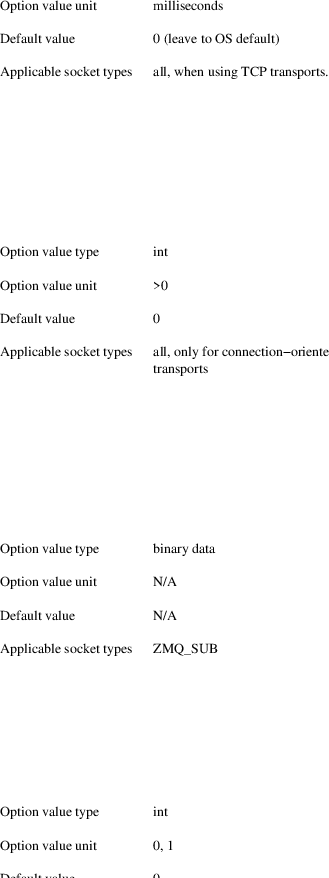 Option value unit milliseconds
Default value 0 (leave to OS default)
Applicable socket types all, when using TCP transports.
Option value type int
Option value unit >0
Default value 0
Applicable socket types all, only for connection−oriente
transports
Option value type binary data
Option value unit N/A
Default value N/A
Applicable socket types ZMQ_SUB
Option value type int
Option value unit 0, 1
Default value 0